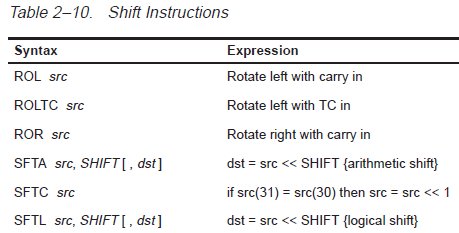 Table 2–10. Shift Instructions
Syntax Expression
ROL src Rotate left with carry in
ROLTC src Rotate left with TC in
ROR src Rotate right with carry in
SFTA src, SHIFT [ , dst ] dst = src << SHIFT {arithmetic shift}
SFTC src if src(31) = src(30) then src = src << 1
SFTL src, SHIFT [ , dst ] dst = src << SHIFT {logical shift}